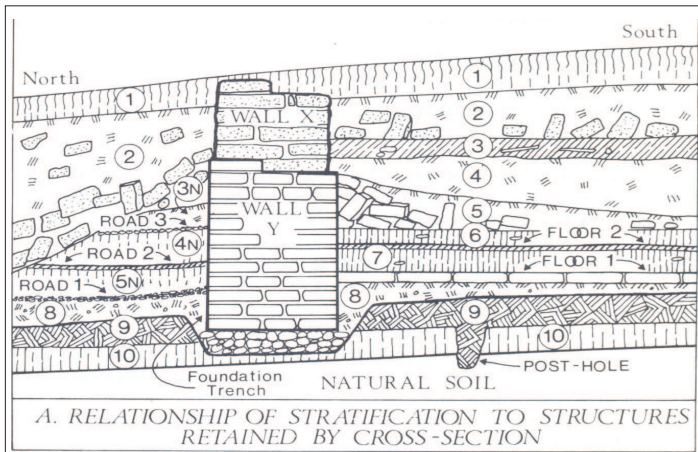 North
South
1
1
2
WALL X
2
3
4
3N
WALL
Y
5
ROAD 3
6
FLOOR 2
4N
ROAD 2
7
FLOOR 1
5N
ROAD 1
8
8
9
9
10
10
POST-HOLE
Foundation
Trench
NATURAL SOIL
A. RELATIONSHIP OF STRATIFICATION TO STRUCTURES
RETAINED BY CROSS-SECTION